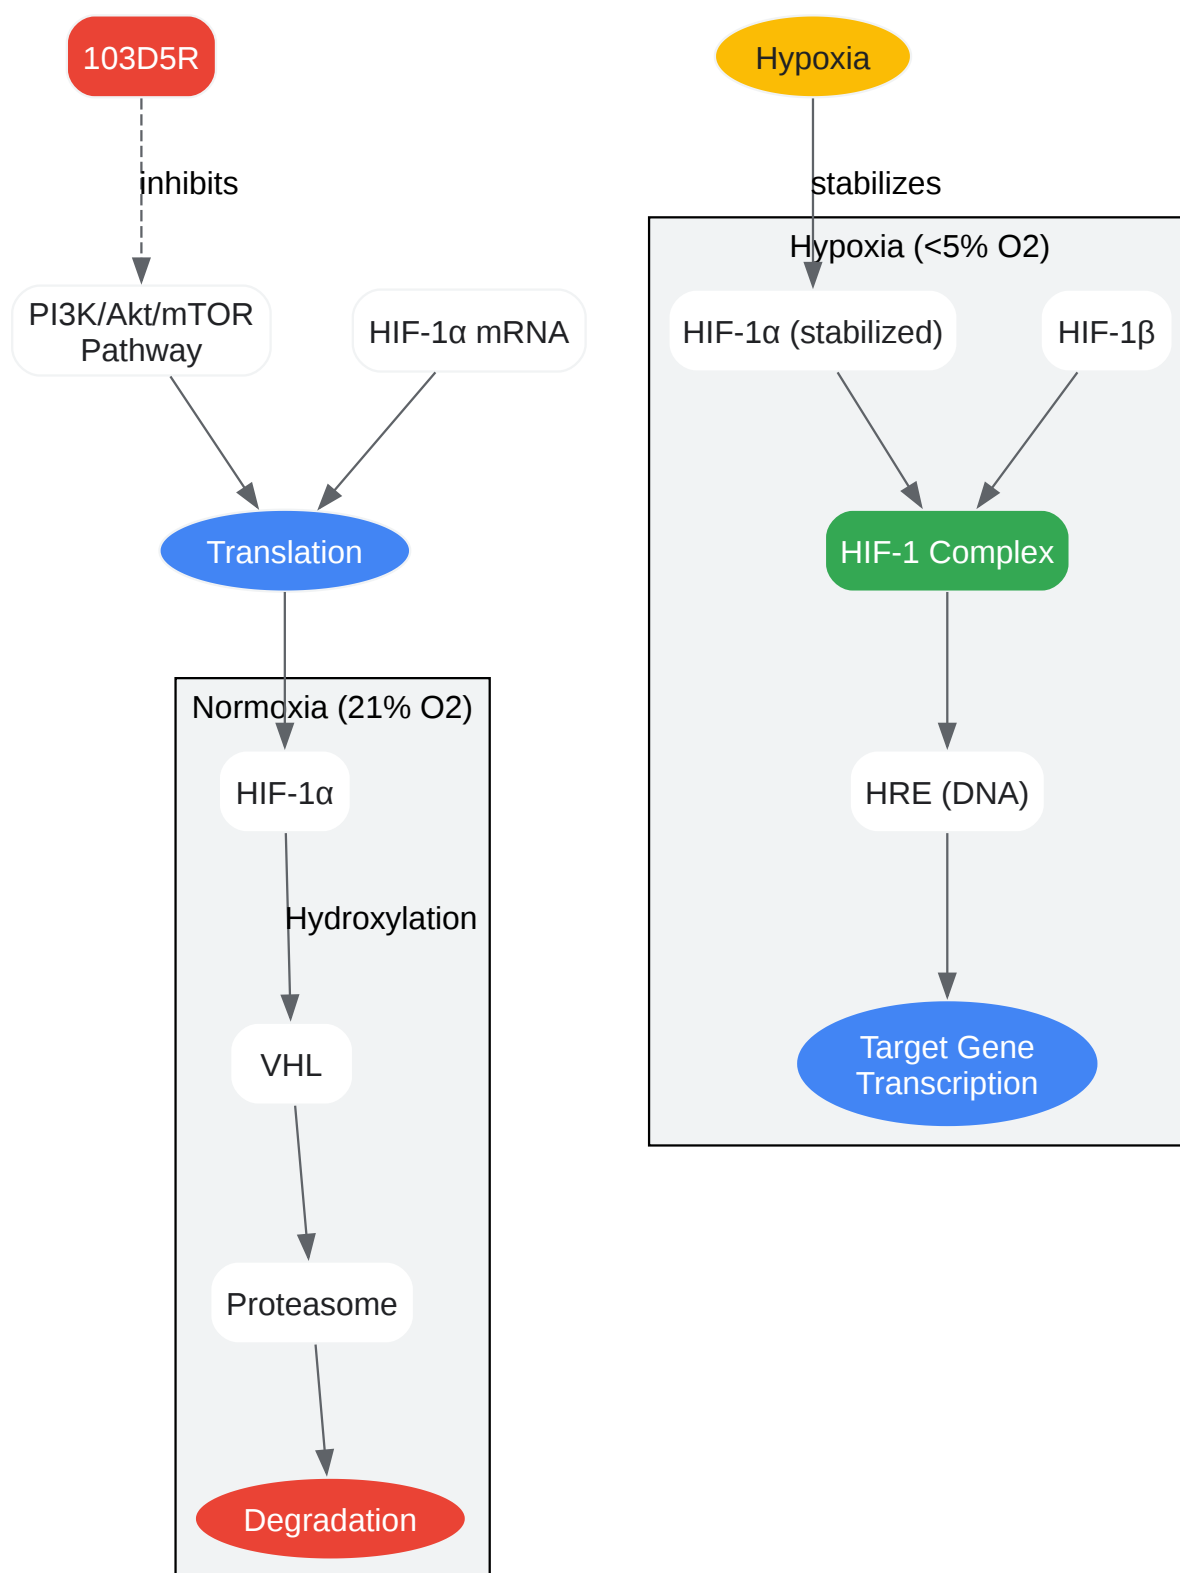 103D5R
Hypoxia
inhibits
stabilizes
Hypoxia (<5% O2)
PI3K/Akt/mTOR
Pathway
HIF-1α mRNA
HIF-1α (stabilized)
HIF-1β
Translation
HIF-1 Complex
Normoxia (21% O2)
HIF-1α
HRE (DNA)
Hydroxylation
VHL
Target Gene
Transcription
Proteasome
Degradation